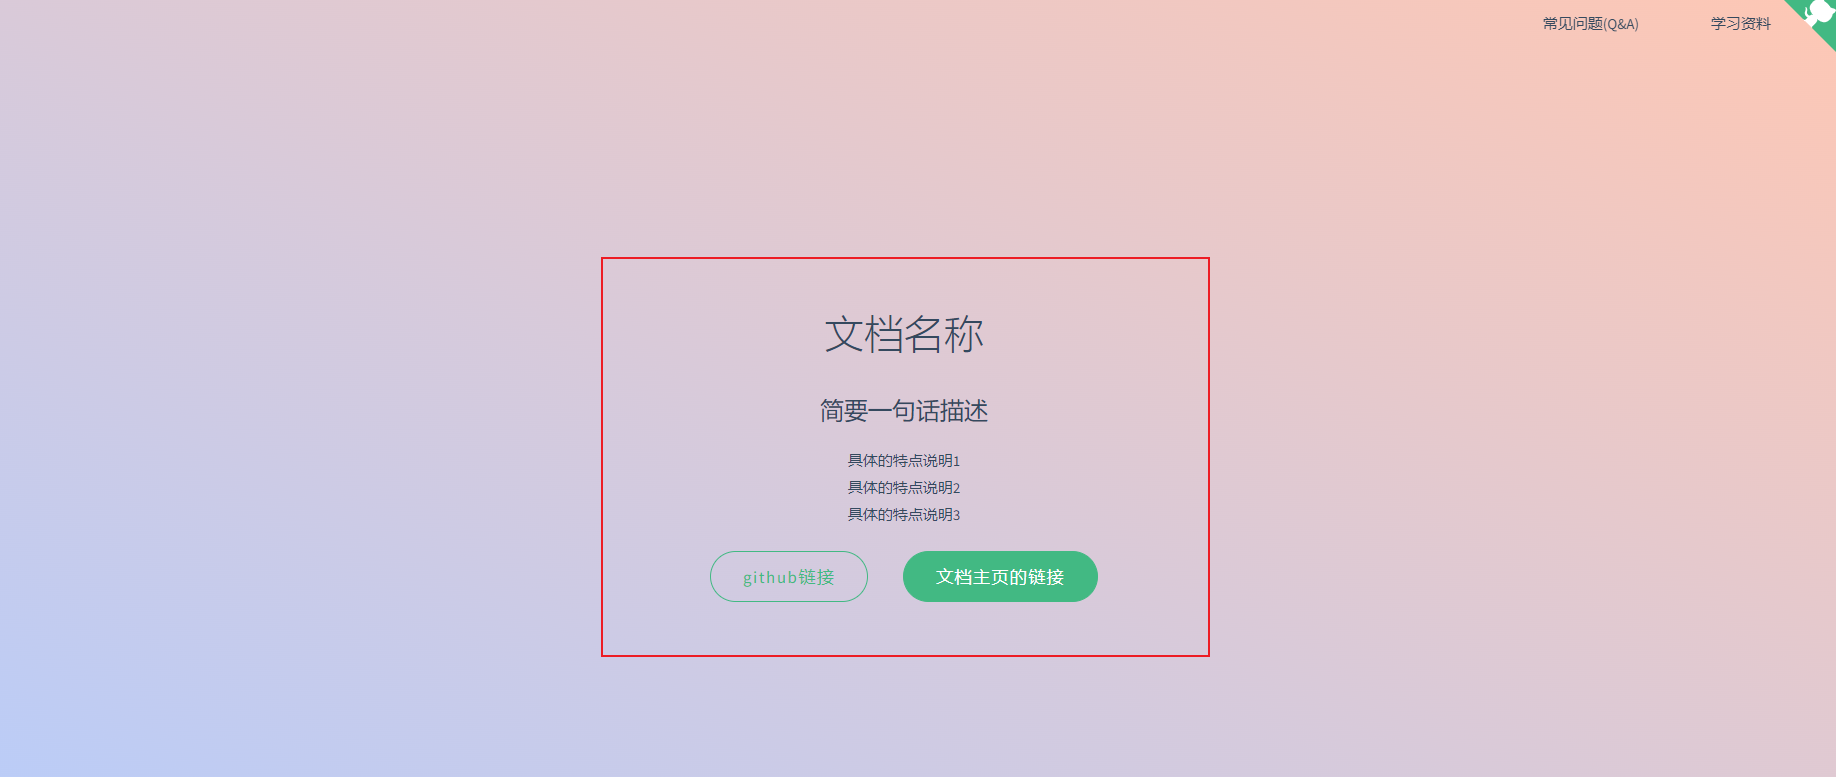 常见问题(Q&A) 学习资料
文档名称
简要一句话描述
具体的特点说明1
具体的特点说明2
具体的特点说明3
github链接 文档主页的链接